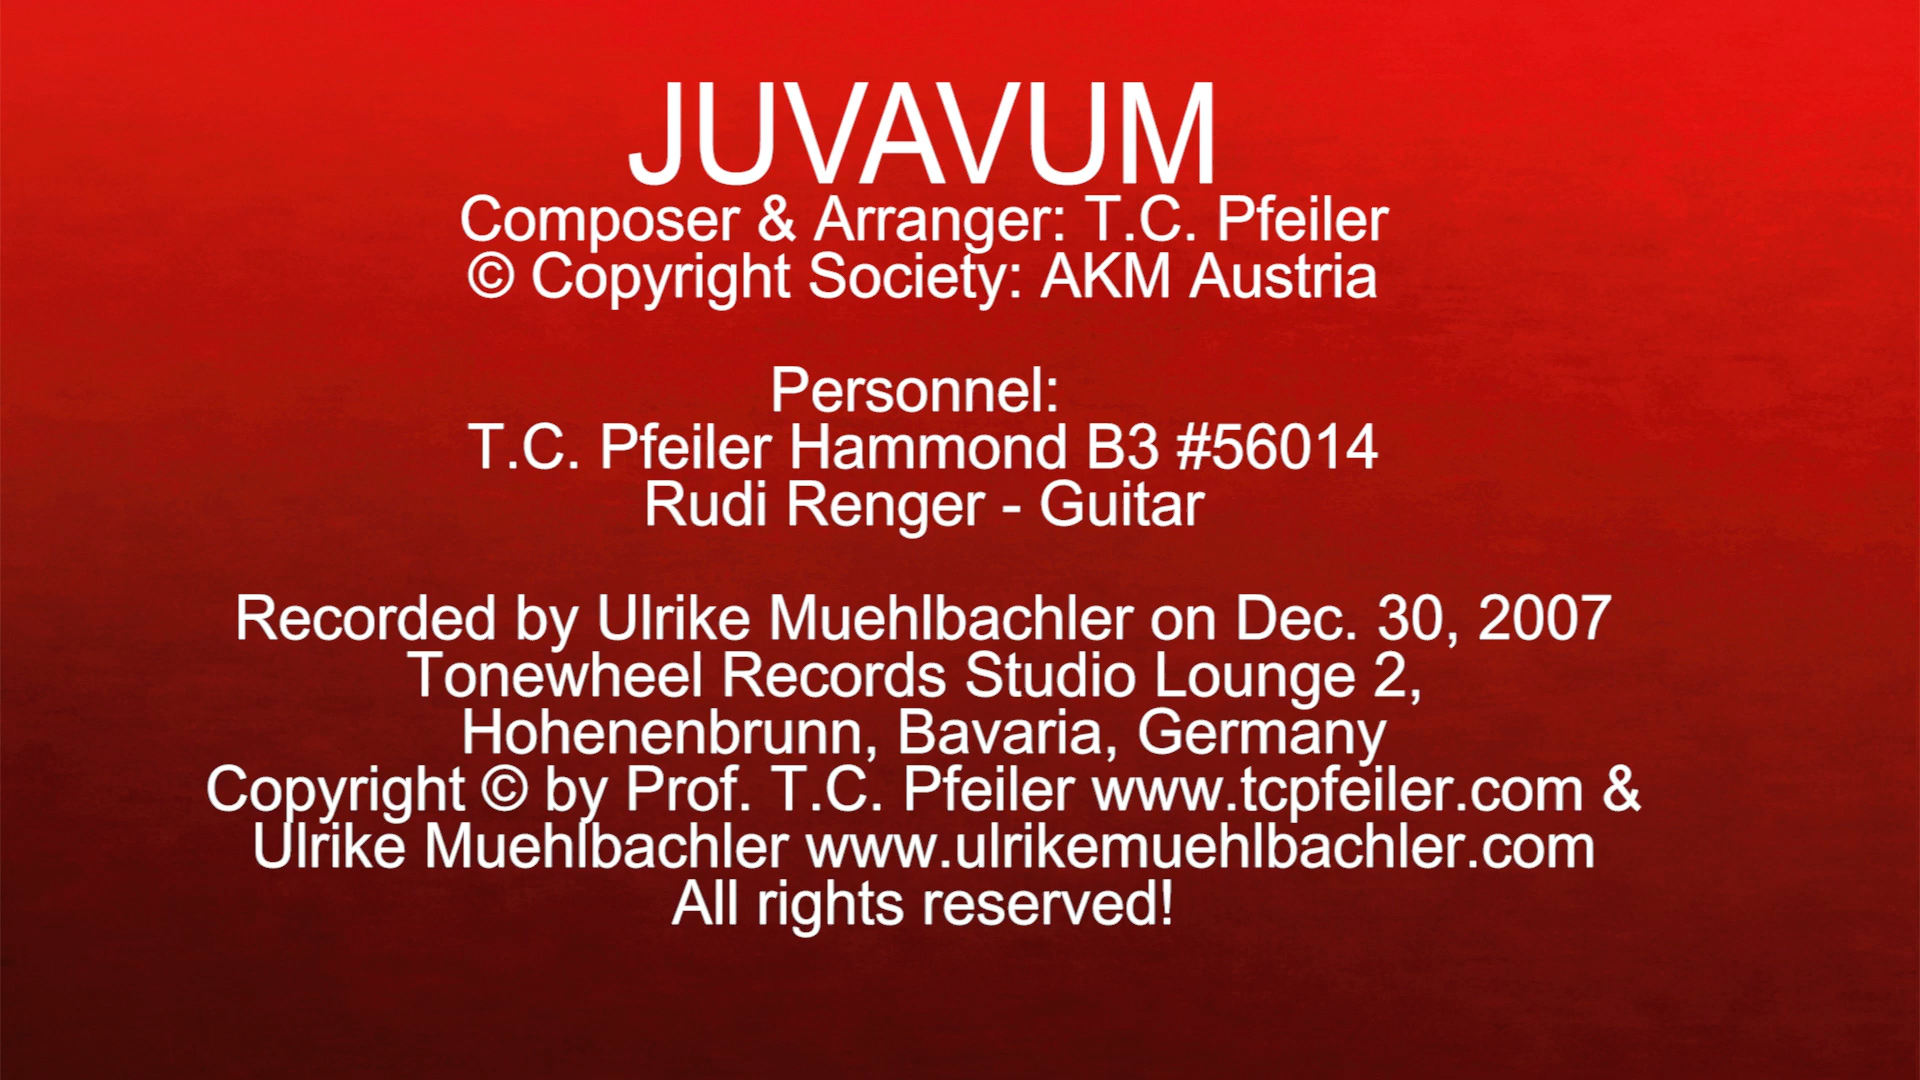 JUVAVUM
Composer & Arranger: T.C. Pfeiler
© Copyright Society: AKM Austria
Personnel:
T.C. Pfeiler Hammond B3 #56014
Rudi Renger - Guitar
Recorded by Ulrike Muehlbachler on Dec. 30, 2007
Tonewheel Records Studio Lounge 2,
Hohenenbrunn, Bavaria, Germany
Copyright © by Prof. T.C. Pfeiler www.tcpfeiler.com &
Ulrike Muehlbachler www.ulrikemuehlbachler.com
All rights reserved!